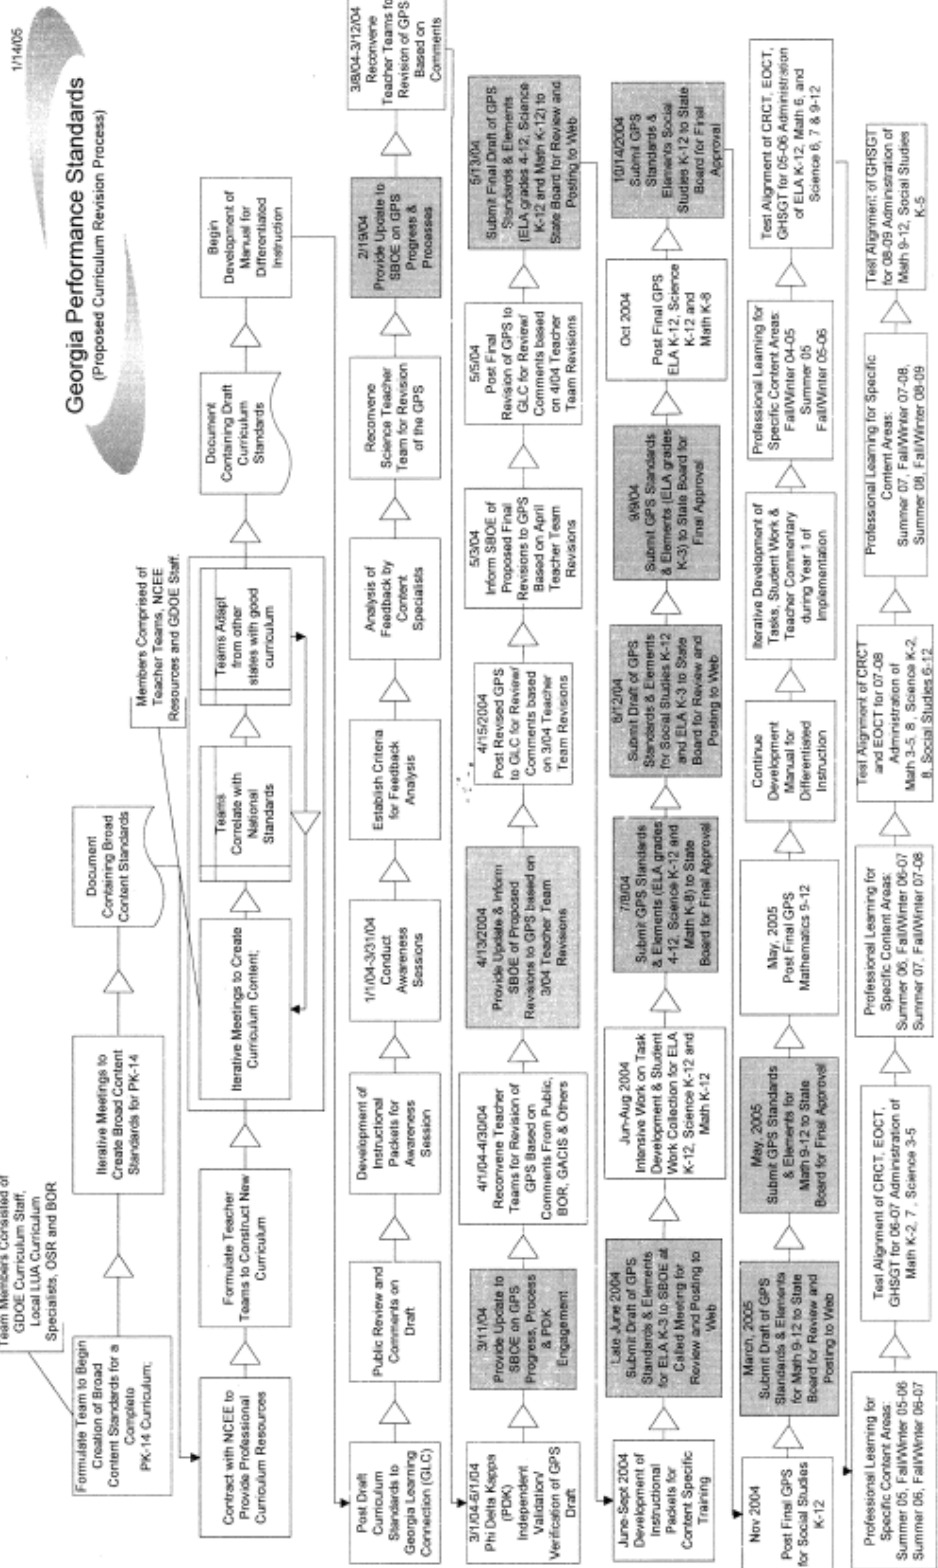 1/14/05
Georgia Performance Standards
(Proposed Curriculum Revision Process)
Team Members Consisted of
GDOE Curriculum Staff,
Local LUA Curriculum
Specialists, OSR and BOR
Formulate Team to Begin
Creation of Broad
Content Standards for a
Complete
PK-14 Curriculum;
Iterative Meetings to
Create Broad Content
Standards for PK-14
Document
Containing Broad
Content Standards
Members Comprised of
Teacher Teams, NCEE
Resources and GDOE Staff.
Contract with NCEE to
Provide Professional
Curriculum Resources
Formulate Teacher
Teams to Construct New
Curriculum
Iterative Meetings to Create
Curriculum Content;
Teams
Correlate with
National
Standards
Teams Adapt
from other
states with good
curriculum
Document
Containing Draft
Curriculum
Standards
Begin
Development of
Manual for
Differentiated
Instruction
Post Draft
Curriculum
Standards to
Georgia Learning
Connection (GLC)
Public Review and
Comments on
Draft
Development of
Instructional
Packets for
Awareness
Session
1/1/04-3/31/04
Conduct
Awareness
Sessions
Establish Criteria
for Feedback
Analysis
Analysis of
Feedback by
Content
Specialists
Reconvene
Science Teacher
Team for Revision
of the GPS
2/19/04
Provide Update to
SBOE on GPS
Progress &
Processes
3/8/04-3/12/04
Reconvene
Teacher Teams for
Revision of GPS
Based on
Comments
3/1/04-6/1/04
Phi Delta Kappa
(PDK)
Independent
Validation/
Verification of GPS
Draft
3/11/04
Provide Update to
SBOE on GPS
Progress, Process
& PDK
Engagement
4/1/04-4/30/04
Reconvene Teacher
Teams for Revision of
GPS Based on
Comments From Public,
BOR, GACIS & Others
4/13/2004
Provide Update & Inform
SBOE of Proposed
Revisions to GPS based on
3/04 Teacher Team
Revisions
4/15/2004
Post Revised GPS
to GLC for Review/
Comments based
on 3/04 Teacher
Team Revisions
5/3/04
Inform SBOE of
Proposed Final
Revisions to GPS
Based on April
Teacher Team
Revisions
5/5/04
Post Final
Revision of GPS to
GLC for Review/
Comments based
on 4/04 Teacher
Team Revisions
5/13/04
Submit Final Draft of GPS
Standards & Elements
(ELA grades 4-12, Science
K-12 and Math K-12) to
State Board for Review and
Posting to Web
June-Sept 2004
Development of
Instructional
Packets for
Content Specific
Training
Late June 2004
Submit Draft of GPS
Standards & Elements
for ELA K-3 to SBOE at
Called Meeting for
Review and Posting to
Web
Jun-Aug 2004
Intensive Work on Task
Development & Student
Work Collection for ELA
K-12, Science K-12 and
Math K-12
7/8/04
Submit GPS Standards
& Elements (ELA grades
4-12, Science K-12 and
Math K-8) to State
Board for Final Approval
8/12/04
Submit Draft of GPS
Standards & Elements
for Social Studies K-12
and ELA K-3 to State
Board for Review and
Posting to Web
9/9/04
Submit GPS Standards
& Elements (ELA grades
K-3) to State Board for
Final Approval
Oct 2004
Post Final GPS
ELA K-12, Science
K-12 and
Math K-8
10/14/2004
Submit GPS
Standards &
Elements Social
Studies K-12 to State
Board for Final
Approval
Nov 2004
Post Final GPS
for Social Studies
K-12
March, 2005
Submit Draft of GPS
Standards & Elements
for Math 9-12 to State
Board for Review and
Posting to Web
May, 2005
Submit GPS Standards
& Elements for
Math 9-12 to State
Board for Final Approval
May, 2005
Post Final GPS
Mathematics 9-12
Continue
Development
Manual for
Differentiated
Instruction
Iterative Development of
Tasks, Student Work &
Teacher Commentary
during Year 1 of
Implementation
Professional Learning for
Specific Content Areas:
Fall/Winter 04-05
Summer 05
Fall/Winter 05-06
Test Alignment of CRCT, EOCT,
GHSGT for 05-06 Administration
of ELA K-12, Math 6, and
Science 6, 7 & 9-12
Professional Learning for
Specific Content Areas:
Summer 05, Fall/Winter 05-06
Summer 06, Fall/Winter 06-07
Test Alignment of CRCT, EOCT,
GHSGT for 06-07 Administration of
Math K-2, 7 , Science 3-5
Professional Learning for
Specific Content Areas:
Summer 06, Fall/Winter 06-07
Summer 07, Fall/Winter 07-08
Test Alignment of CRCT
and EOCT for 07-08
Administration of
Math 3-5, 8 , Science K-2,
8, Social Studies 6-12
Professional Learning for Specific
Content Areas:
Summer 07, Fall/Winter 07-08,
Summer 08, Fall/Winter 08-09
Test Alignment of GHSGT
for 08-09 Administration of
Math 9-12, Social Studies
K-5